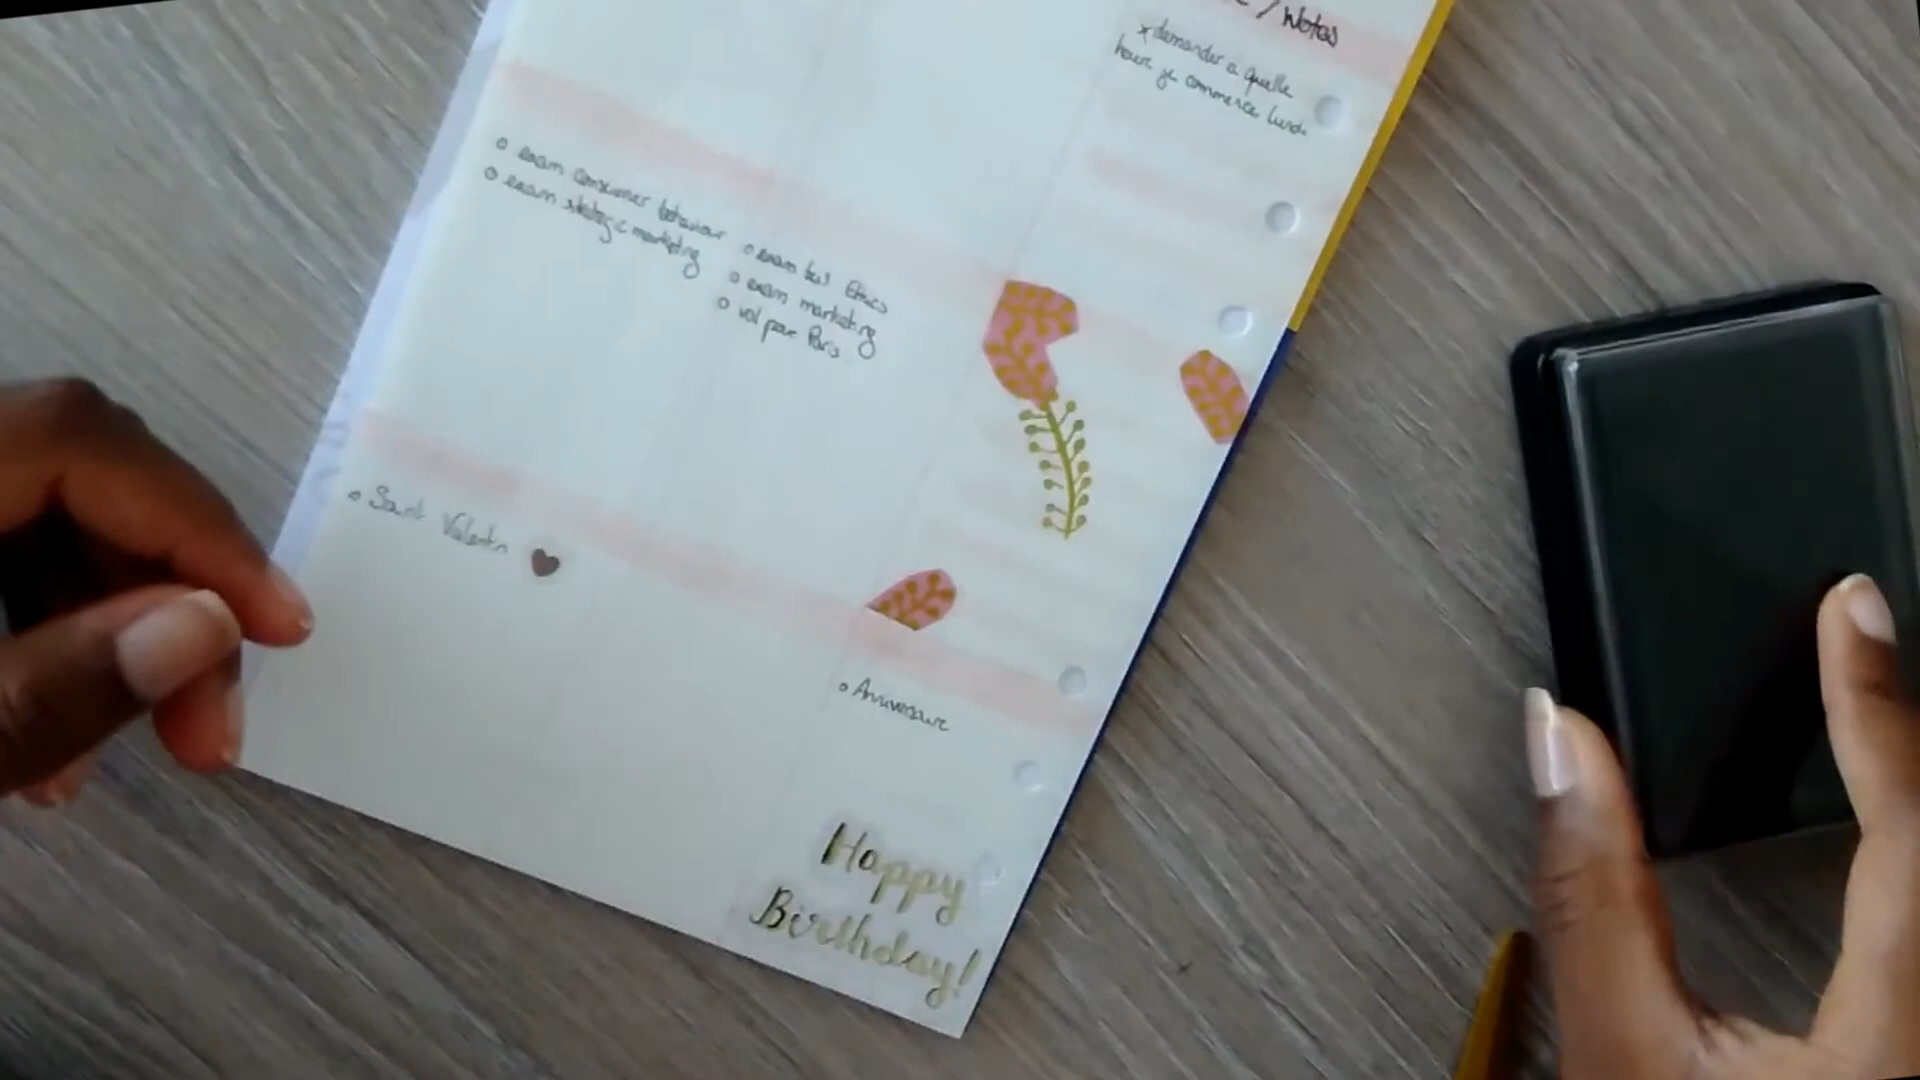 / Notes
* demander a quelle
heure je commence lundi
o exam consumer behaviour
o exam strategic marketing
o exam bus Ethics
o exam marketing
o vol pour Paris
o Saint Valentin
o Anniversaire
Happy
Birthday!